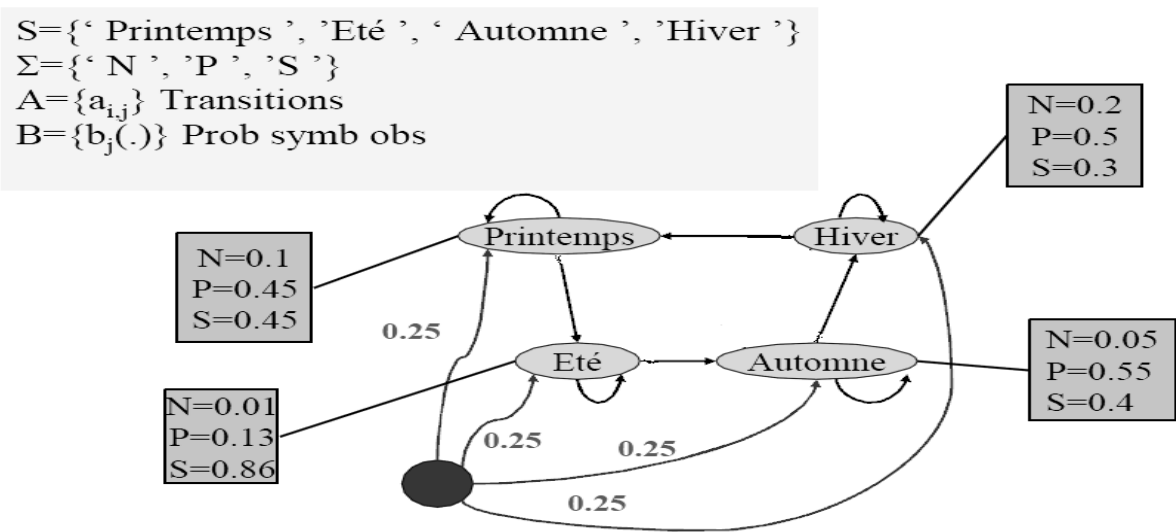 S={‘ Printemps ’, ’Eté ’, ‘ Automne ’, ’Hiver ’}
Σ={‘ N ’, ’P ’, ’S ’}
A={aᵢ,ⱼ} Transitions
B={bⱼ(.)} Prob symb obs
N=0.2
P=0.5
S=0.3
Printemps
Hiver
N=0.1
P=0.45
S=0.45
0.25
Eté
Automne
N=0.05
P=0.55
S=0.4
N=0.01
P=0.13
S=0.86
0.25
0.25
0.25